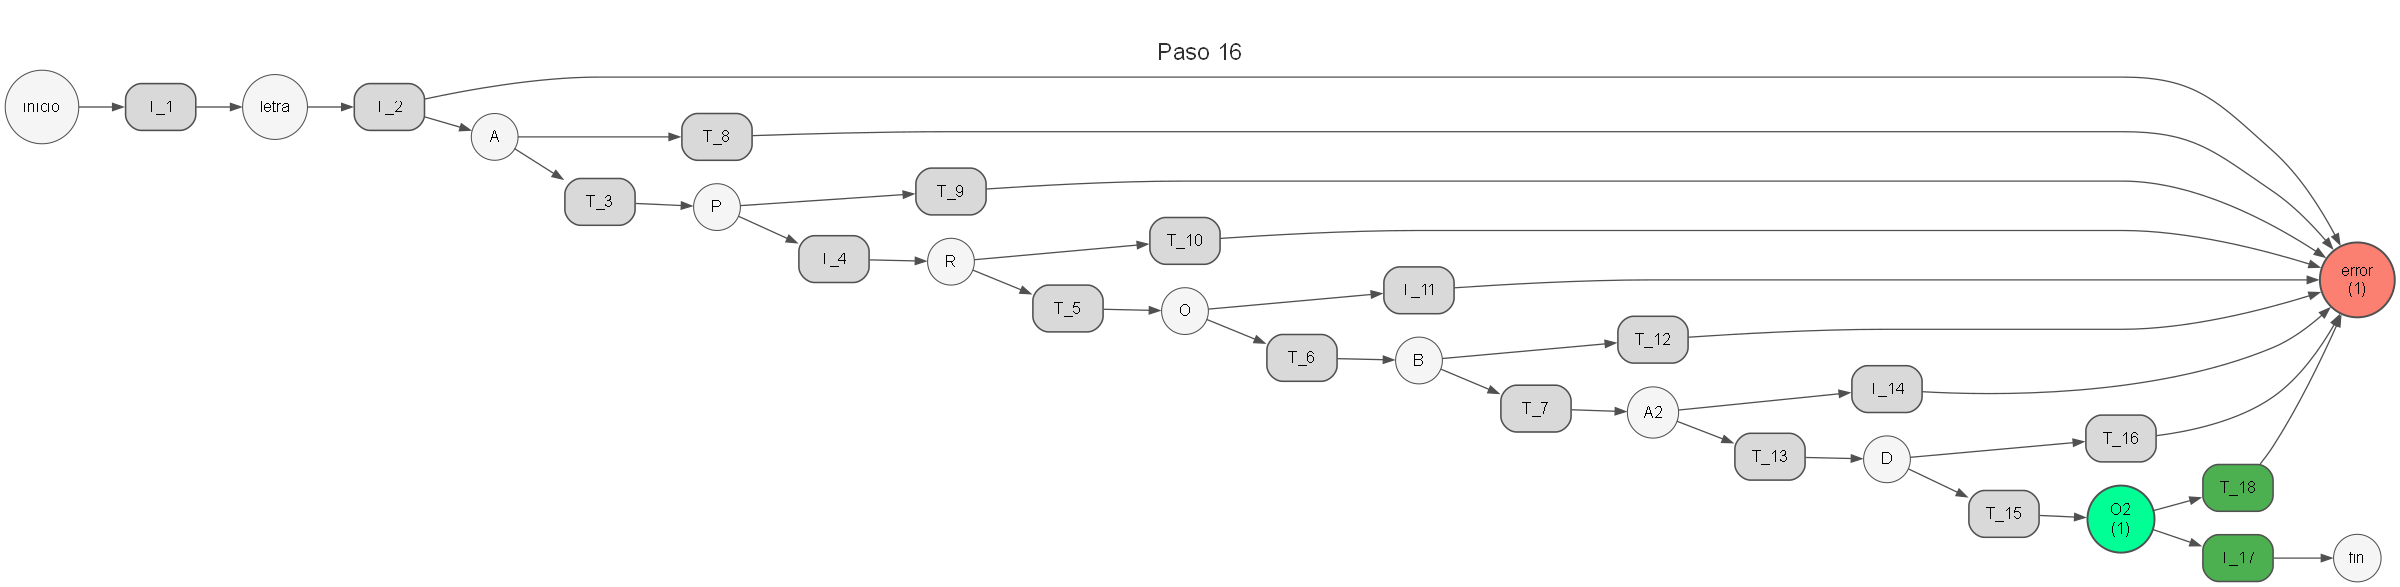 Paso 16
inicio
T_1
letra
T_2
A
T_8
T_3
P
T_9
T_4
R
T_10
T_5
O
T_11
T_6
B
T_12
T_7
A2
T_14
T_13
D
T_16
T_15
O2
(1)
T_18
T_17
fin
error
(1)